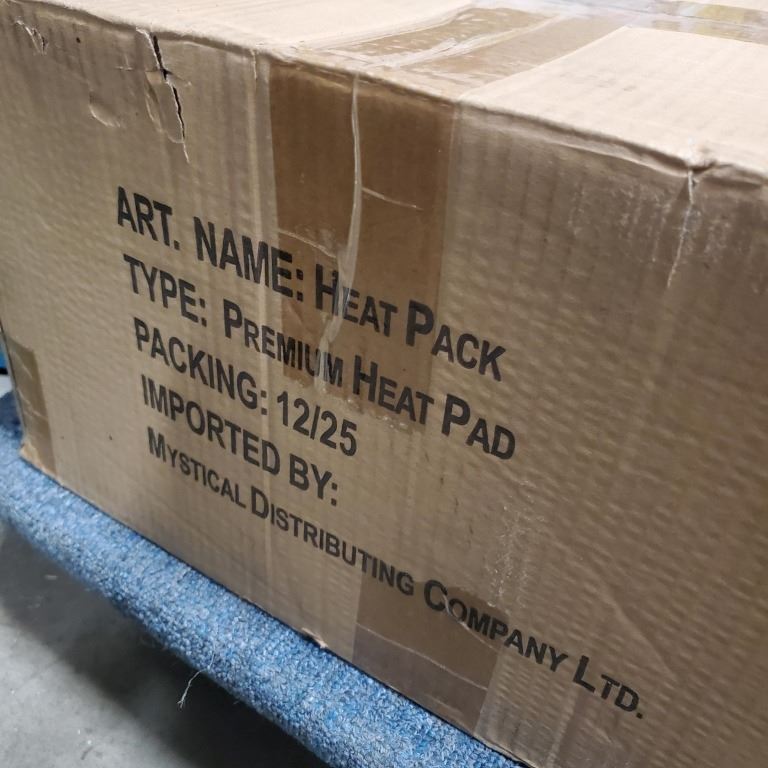 ART. NAME: HEAT PACK
TYPE: PREMIUM HEAT PAD
PACKING: 12/25
IMPORTED BY:
MYSTICAL DISTRIBUTING COMPANY LTD.